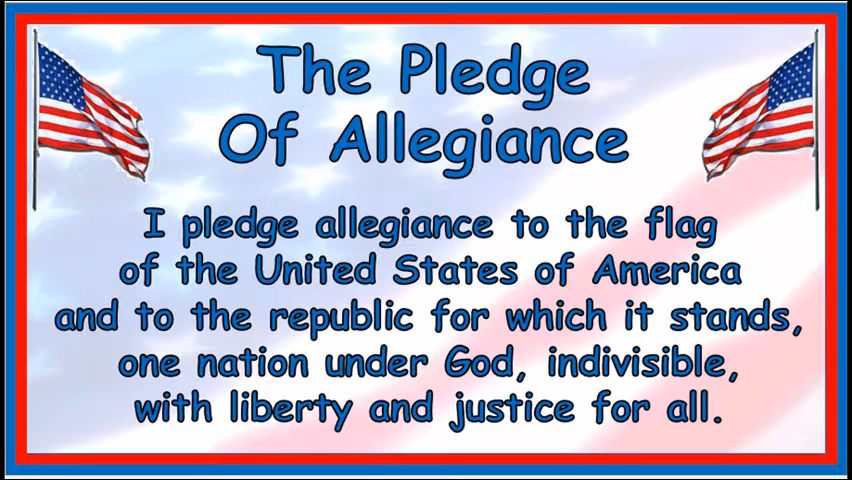 The Pledge
Of Allegiance
I pledge allegiance to the flag
of the United States of America
and to the republic for which it stands,
one nation under God, indivisible,
with liberty and justice for all.